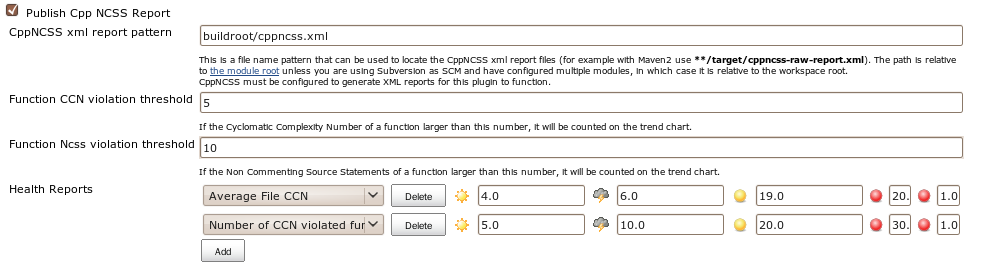 Publish Cpp NCSS Report
CppNCSS xml report pattern
buildroot/cppncss.xml
This is a file name pattern that can be used to locate the CppNCSS xml report files (for example with Maven2 use **/target/cppncss-raw-report.xml). The path is relative
to the module root unless you are using Subversion as SCM and have configured multiple modules, in which case it is relative to the workspace root.
CppNCSS must be configured to generate XML reports for this plugin to function.
Function CCN violation threshold
5
If the Cyclomatic Complexity Number of a function larger than this number, it will be counted on the trend chart.
Function Ncss violation threshold
10
If the Non Commenting Source Statements of a function larger than this number, it will be counted on the trend chart.
Health Reports
Average File CCN Delete 4.0 6.0 19.0 20. 1.0
Number of CCN violated fur Delete 5.0 10.0 20.0 30. 1.0
Add